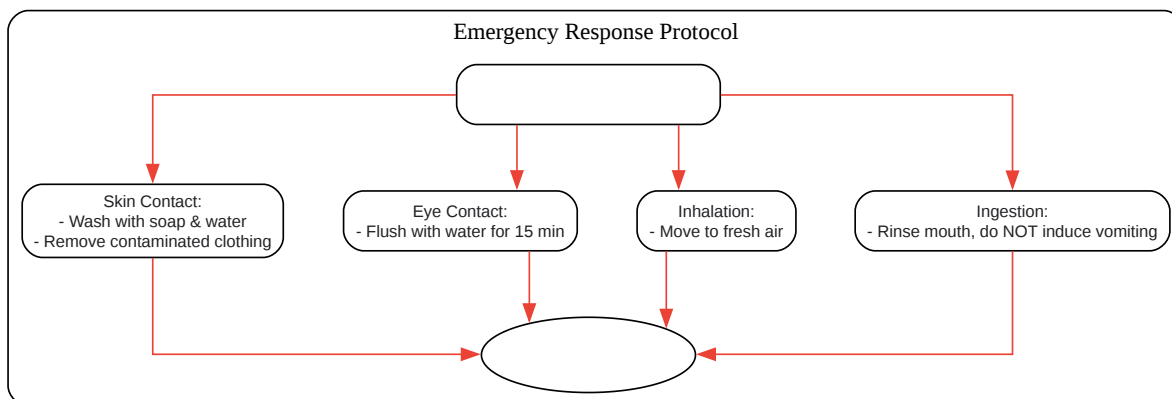 Emergency Response Protocol
Skin Contact:
- Wash with soap & water
- Remove contaminated clothing
Eye Contact:
- Flush with water for 15 min
Inhalation:
- Move to fresh air
Ingestion:
- Rinse mouth, do NOT induce vomiting